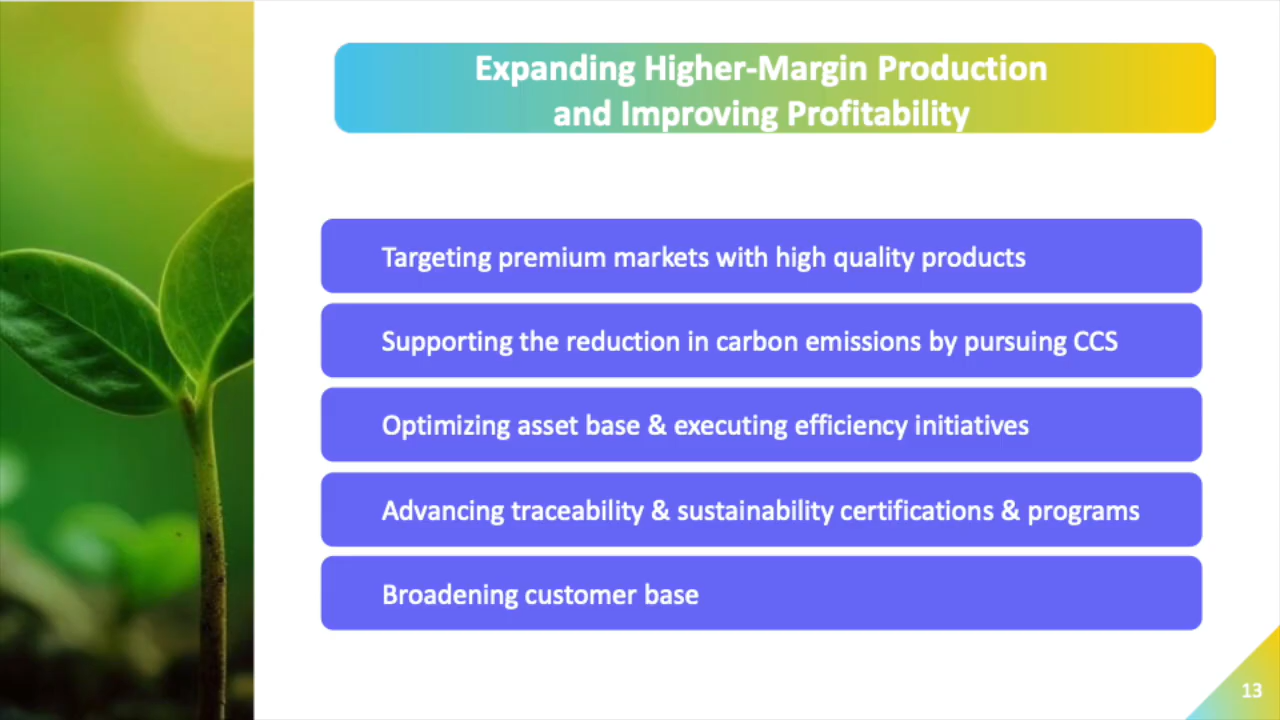 Expanding Higher-Margin Production
and Improving Profitability
Targeting premium markets with high quality products
Supporting the reduction in carbon emissions by pursuing CCS
Optimizing asset base & executing efficiency initiatives
Advancing traceability & sustainability certifications & programs
Broadening customer base
13